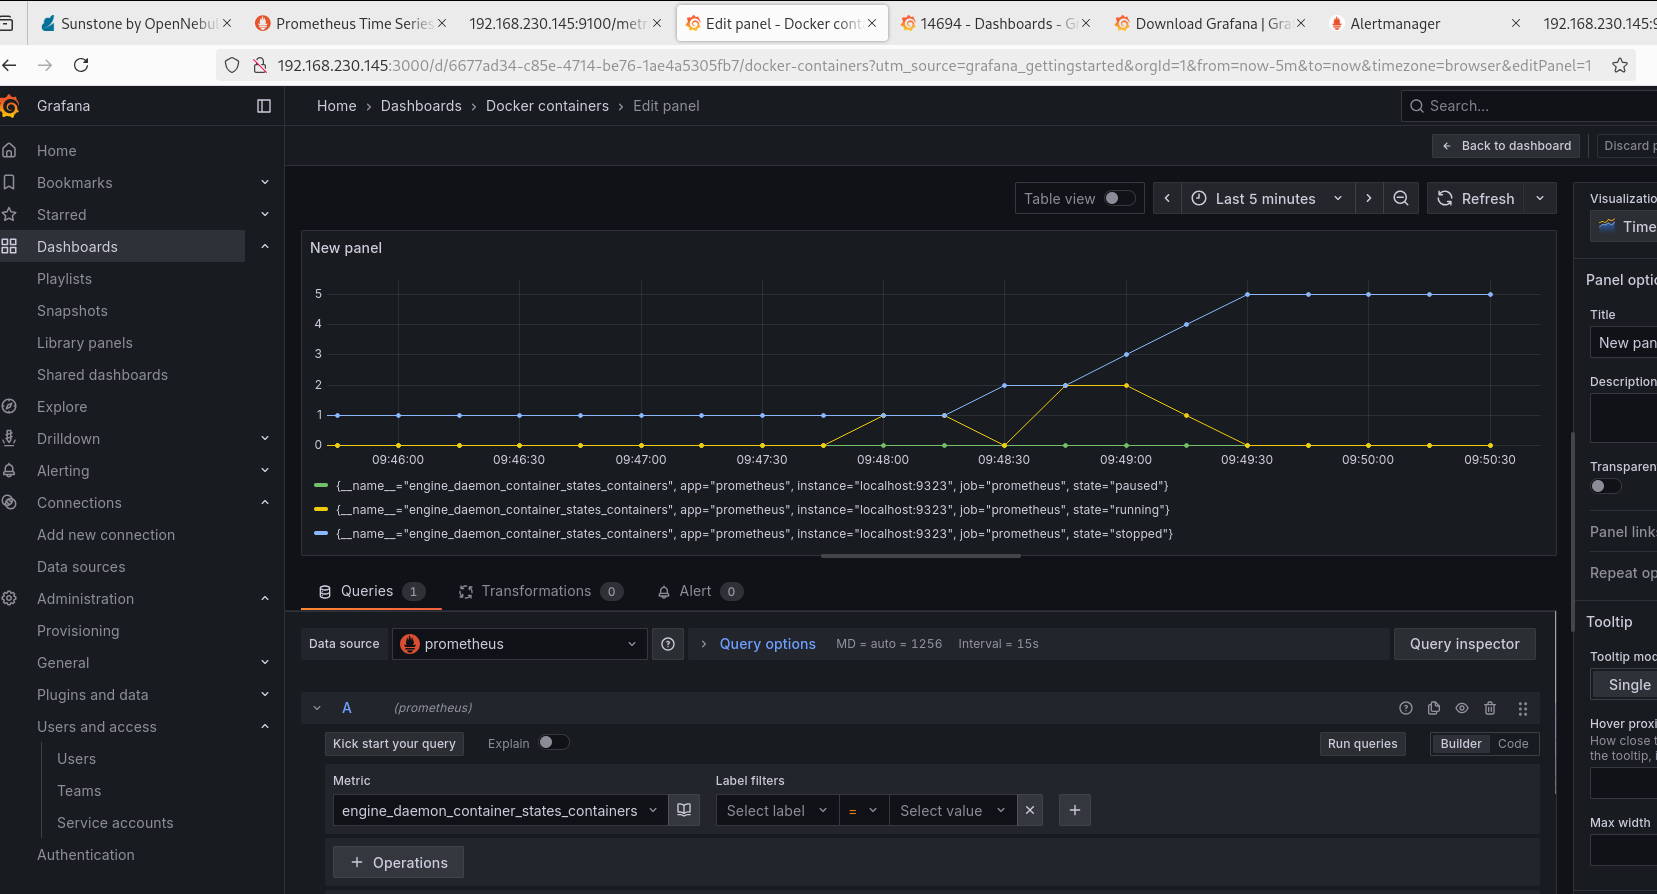 Sunstone by OpenNebul
Prometheus Time Series
192.168.230.145:9100/metr
Edit panel - Docker cont
14694 - Dashboards - G
Download Grafana | Gra
Alertmanager
192.168.230.145:9
192.168.230.145:3000/d/6677ad34-c85e-4714-be76-1ae4a5305fb7/docker-containers?utm_source=grafana_gettingstarted&orgId=1&from=now-5m&to=now&timezone=browser&editPanel=1
Grafana
Home › Dashboards › Docker containers › Edit panel
Search...
Back to dashboard
Discard p
Home
Bookmarks
Starred
Dashboards
Playlists
Snapshots
Library panels
Shared dashboards
Explore
Drilldown
Alerting
Connections
Add new connection
Data sources
Administration
Provisioning
General
Plugins and data
Users and access
Users
Teams
Service accounts
Authentication
Table view
Last 5 minutes
Refresh
New panel
5
4
3
2
1
0
09:46:00 09:46:30 09:47:00 09:47:30 09:48:00 09:48:30 09:49:00 09:49:30 09:50:00 09:50:30
{__name__="engine_daemon_container_states_containers", app="prometheus", instance="localhost:9323", job="prometheus", state="paused"}
{__name__="engine_daemon_container_states_containers", app="prometheus", instance="localhost:9323", job="prometheus", state="running"}
{__name__="engine_daemon_container_states_containers", app="prometheus", instance="localhost:9323", job="prometheus", state="stopped"}
Queries 1
Transformations 0
Alert 0
Data source
prometheus
Query options MD = auto = 1256 Interval = 15s
Query inspector
A (prometheus)
Kick start your query
Explain
Run queries
Builder Code
Metric
Label filters
engine_daemon_container_states_containers
Select label
=
Select value
+ Operations
Visualizatio
Time
Panel optio
Title
New pan
Description
Transparen
Panel links
Repeat op
Tooltip
Tooltip mod
Single
Hover proxi
How close t
the tooltip, i
Max width